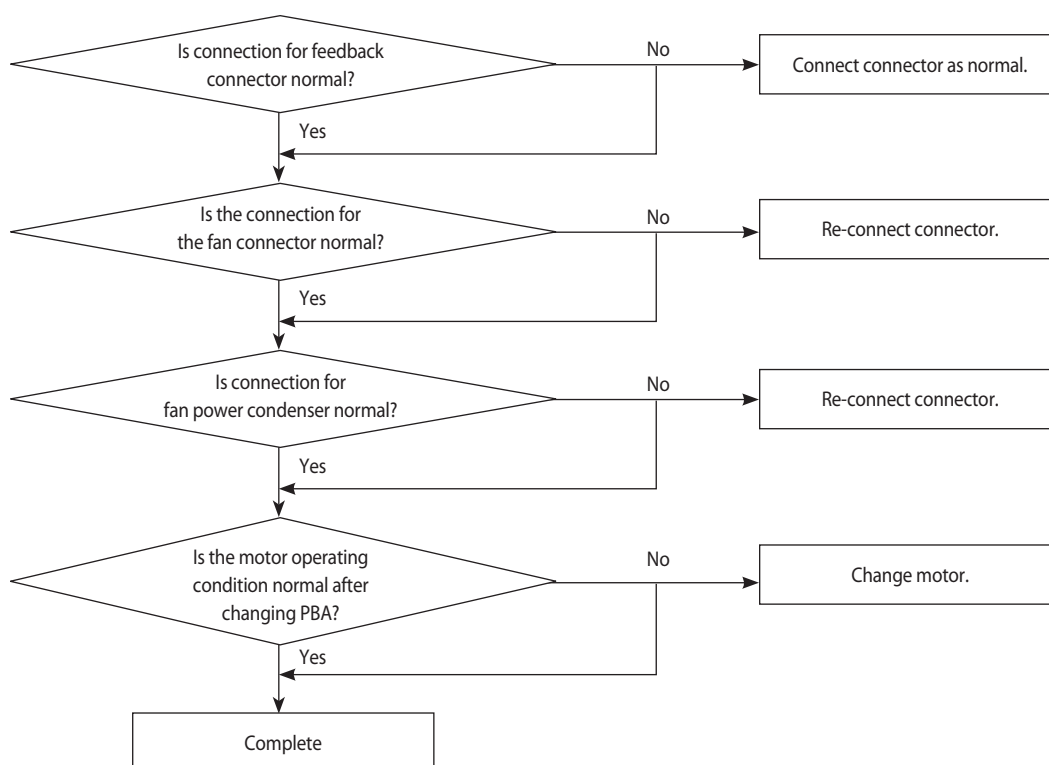 Is connection for feedback
connector normal?
No
Connect connector as normal.
Yes
Is the connection for
the fan connector normal?
No
Re-connect connector.
Yes
Is connection for
fan power condenser normal?
No
Re-connect connector.
Yes
Is the motor operating
condition normal after
changing PBA?
No
Change motor.
Yes
Complete